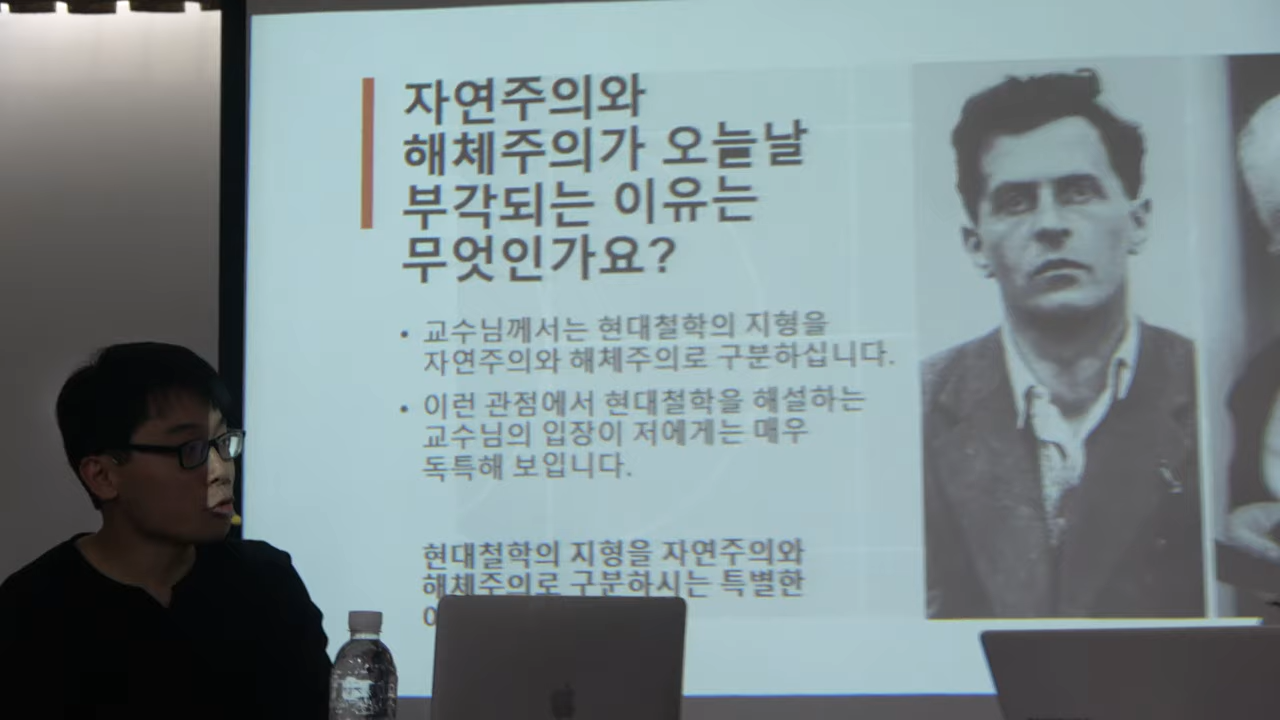 자연주의와
해체주의가 오늘날
부각되는 이유는
무엇인가요?
• 교수님께서는 현대철학의 지형을
자연주의와 해체주의로 구분하십니다.
• 이런 관점에서 현대철학을 해설하는
교수님의 입장이 저에게는 매우
독특해 보입니다.
현대철학의 지형을 자연주의와
해체주의로 구분하시는 특별한